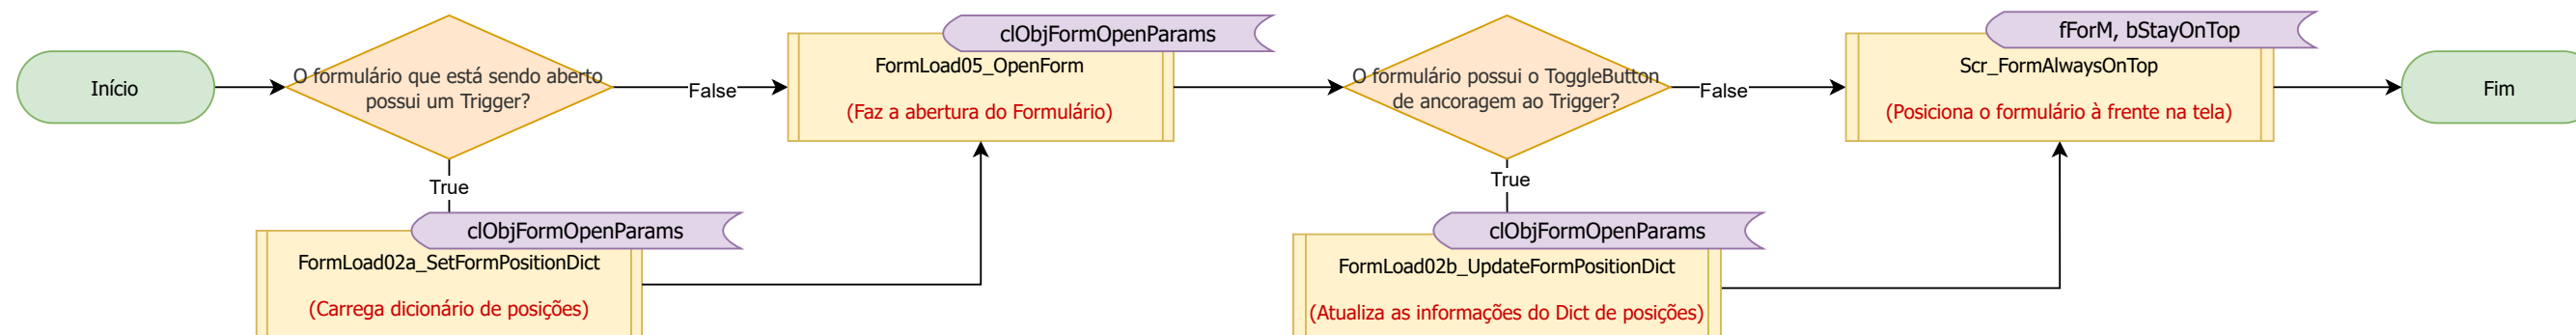 Início
O formulário que está sendo aberto
possui um Trigger?
False
True
clObjFormOpenParams
FormLoad02a_SetFormPositionDict
(Carrega dicionário de posições)
clObjFormOpenParams
FormLoad05_OpenForm
(Faz a abertura do Formulário)
O formulário possui o ToggleButton
de ancoragem ao Trigger?
False
True
clObjFormOpenParams
FormLoad02b_UpdateFormPositionDict
(Atualiza as informações do Dict de posições)
fForM, bStayOnTop
Scr_FormAlwaysOnTop
(Posiciona o formulário à frente na tela)
Fim